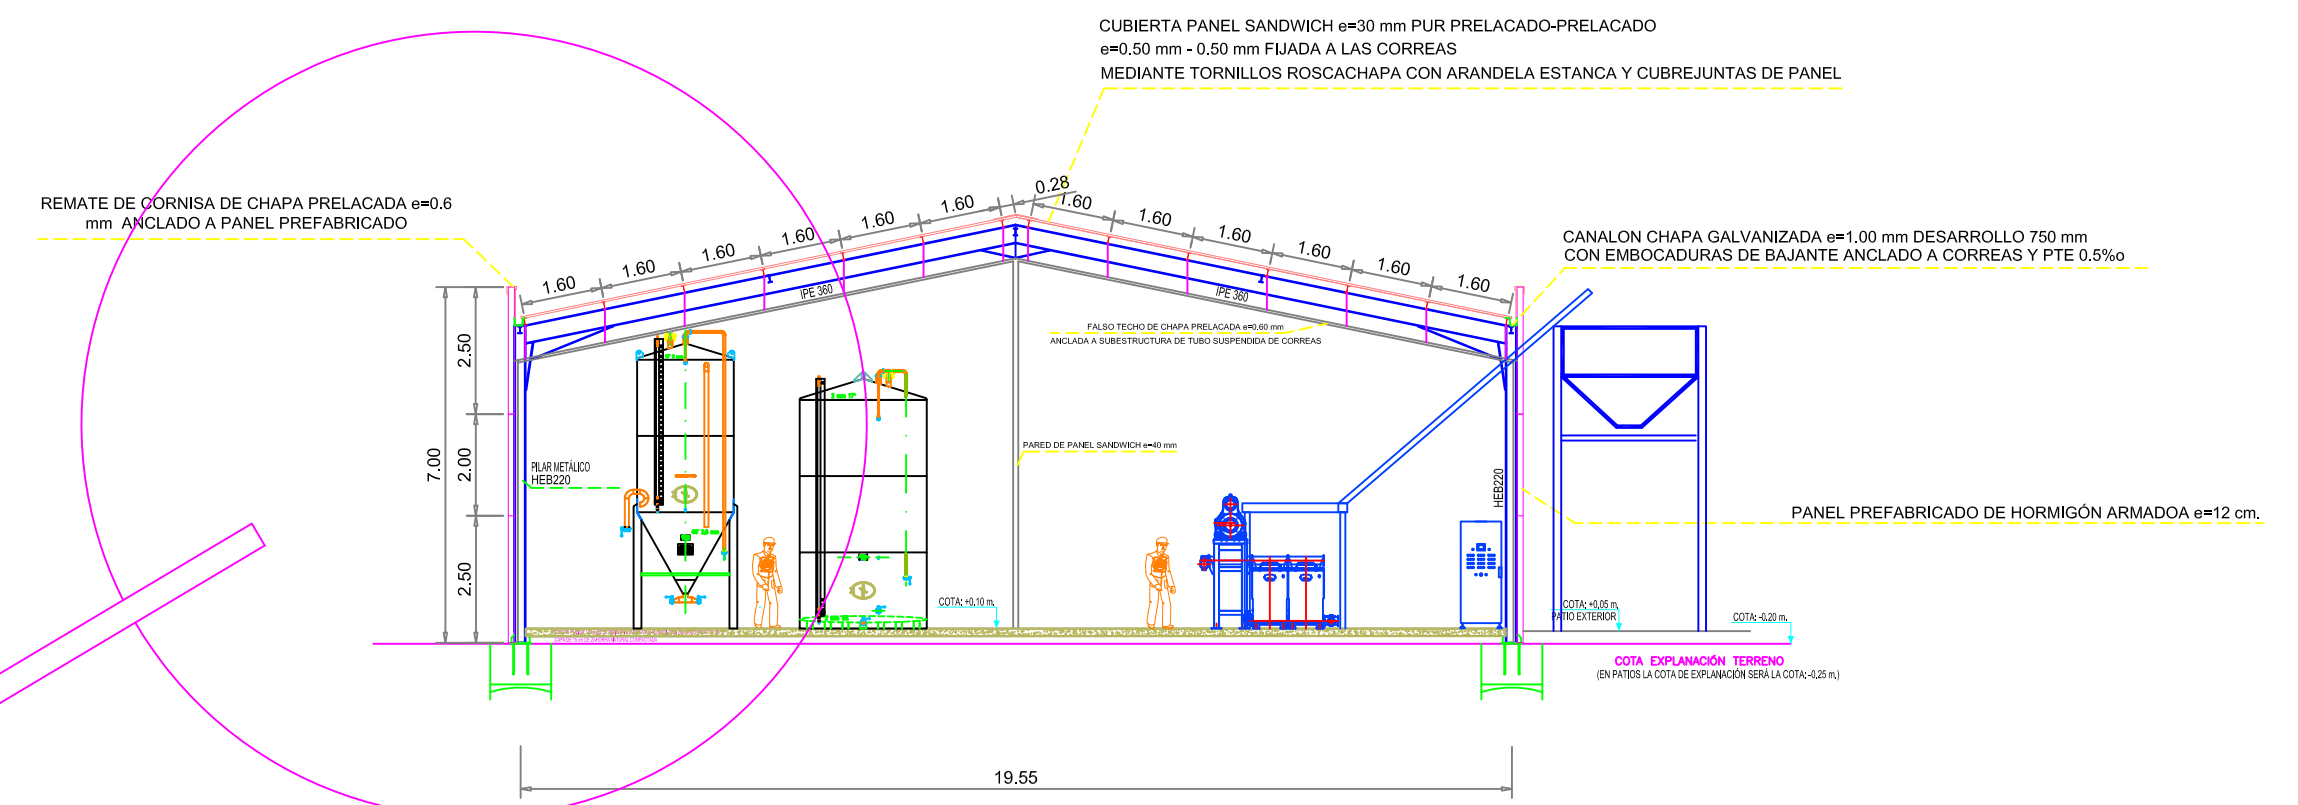 CUBIERTA PANEL SANDWICH e=30 mm PUR PRELACADO-PRELACADO
e=0.50 mm - 0.50 mm FIJADA A LAS CORREAS
MEDIANTE TORNILLOS ROSCACHAPA CON ARANDELA ESTANCA Y CUBREJUNTAS DE PANEL
REMATE DE CORNISA DE CHAPA PRELACADA e=0.6
mm ANCLADO A PANEL PREFABRICADO
CANALON CHAPA GALVANIZADA e=1.00 mm DESARROLLO 750 mm
CON EMBOCADURAS DE BAJANTE ANCLADO A CORREAS Y PTE 0.5%o
1.60
1.60
1.60
1.60
1.60
1.60
0.28
1.60
1.60
1.60
1.60
1.60
1.60
IPE 360
IPE 360
FALSO TECHO DE CHAPA PRELACADA e=0.60 mm
ANCLADA A SUBESTRUCTURA DE TUBO SUSPENDIDA DE CORREAS
7.00
2.50
2.00
2.50
PILAR METÁLICO
HEB220
PARED DE PANEL SANDWICH e=40 mm
HEB220
PANEL PREFABRICADO DE HORMIGÓN ARMADOA e=12 cm.
COTA: +0,10 m.
COTA: +0,05 m.
PATIO EXTERIOR
COTA: -0.20 m.
COTA EXPLANACIÓN TERRENO
(EN PATIOS LA COTA DE EXPLANACIÓN SERÁ LA COTA: -0,25 m.)
19.55